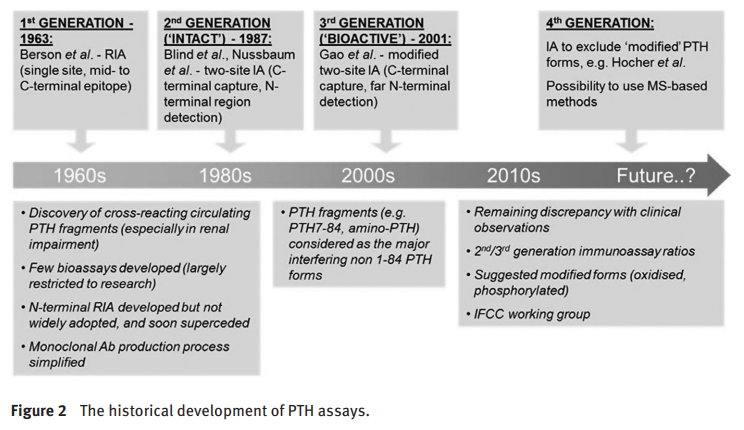 1st GENERATION -
1963:
Berson et al. - RIA
(single site, mid- to
C-terminal epitope)
2nd GENERATION
('INTACT') - 1987:
Blind et al., Nussbaum
et al. - two-site IA (C-
terminal capture, N-
terminal region
detection)
3rd GENERATION
('BIOACTIVE') - 2001:
Gao et al. - modified
two-site IA (C-terminal
capture, far N-terminal
detection)
4th GENERATION:
IA to exclude 'modified' PTH
forms, e.g. Hocher et al.
Possibility to use MS-based
methods
1960s
1980s
2000s
2010s
Future..?
• Discovery of cross-reacting circulating
PTH fragments (especially in renal
impairment)
• Few bioassays developed (largely
restricted to research)
• N-terminal RIA developed but not
widely adopted, and soon superceded
• Monoclonal Ab production process
simplified
• PTH fragments (e.g.
PTH7-84, amino-PTH)
considered as the major
interfering non 1-84 PTH
forms
• Remaining discrepancy with clinical
observations
• 2nd/3rd generation immunoassay ratios
• Suggested modified forms (oxidised,
phosphorylated)
• IFCC working group
Figure 2 The historical development of PTH assays.